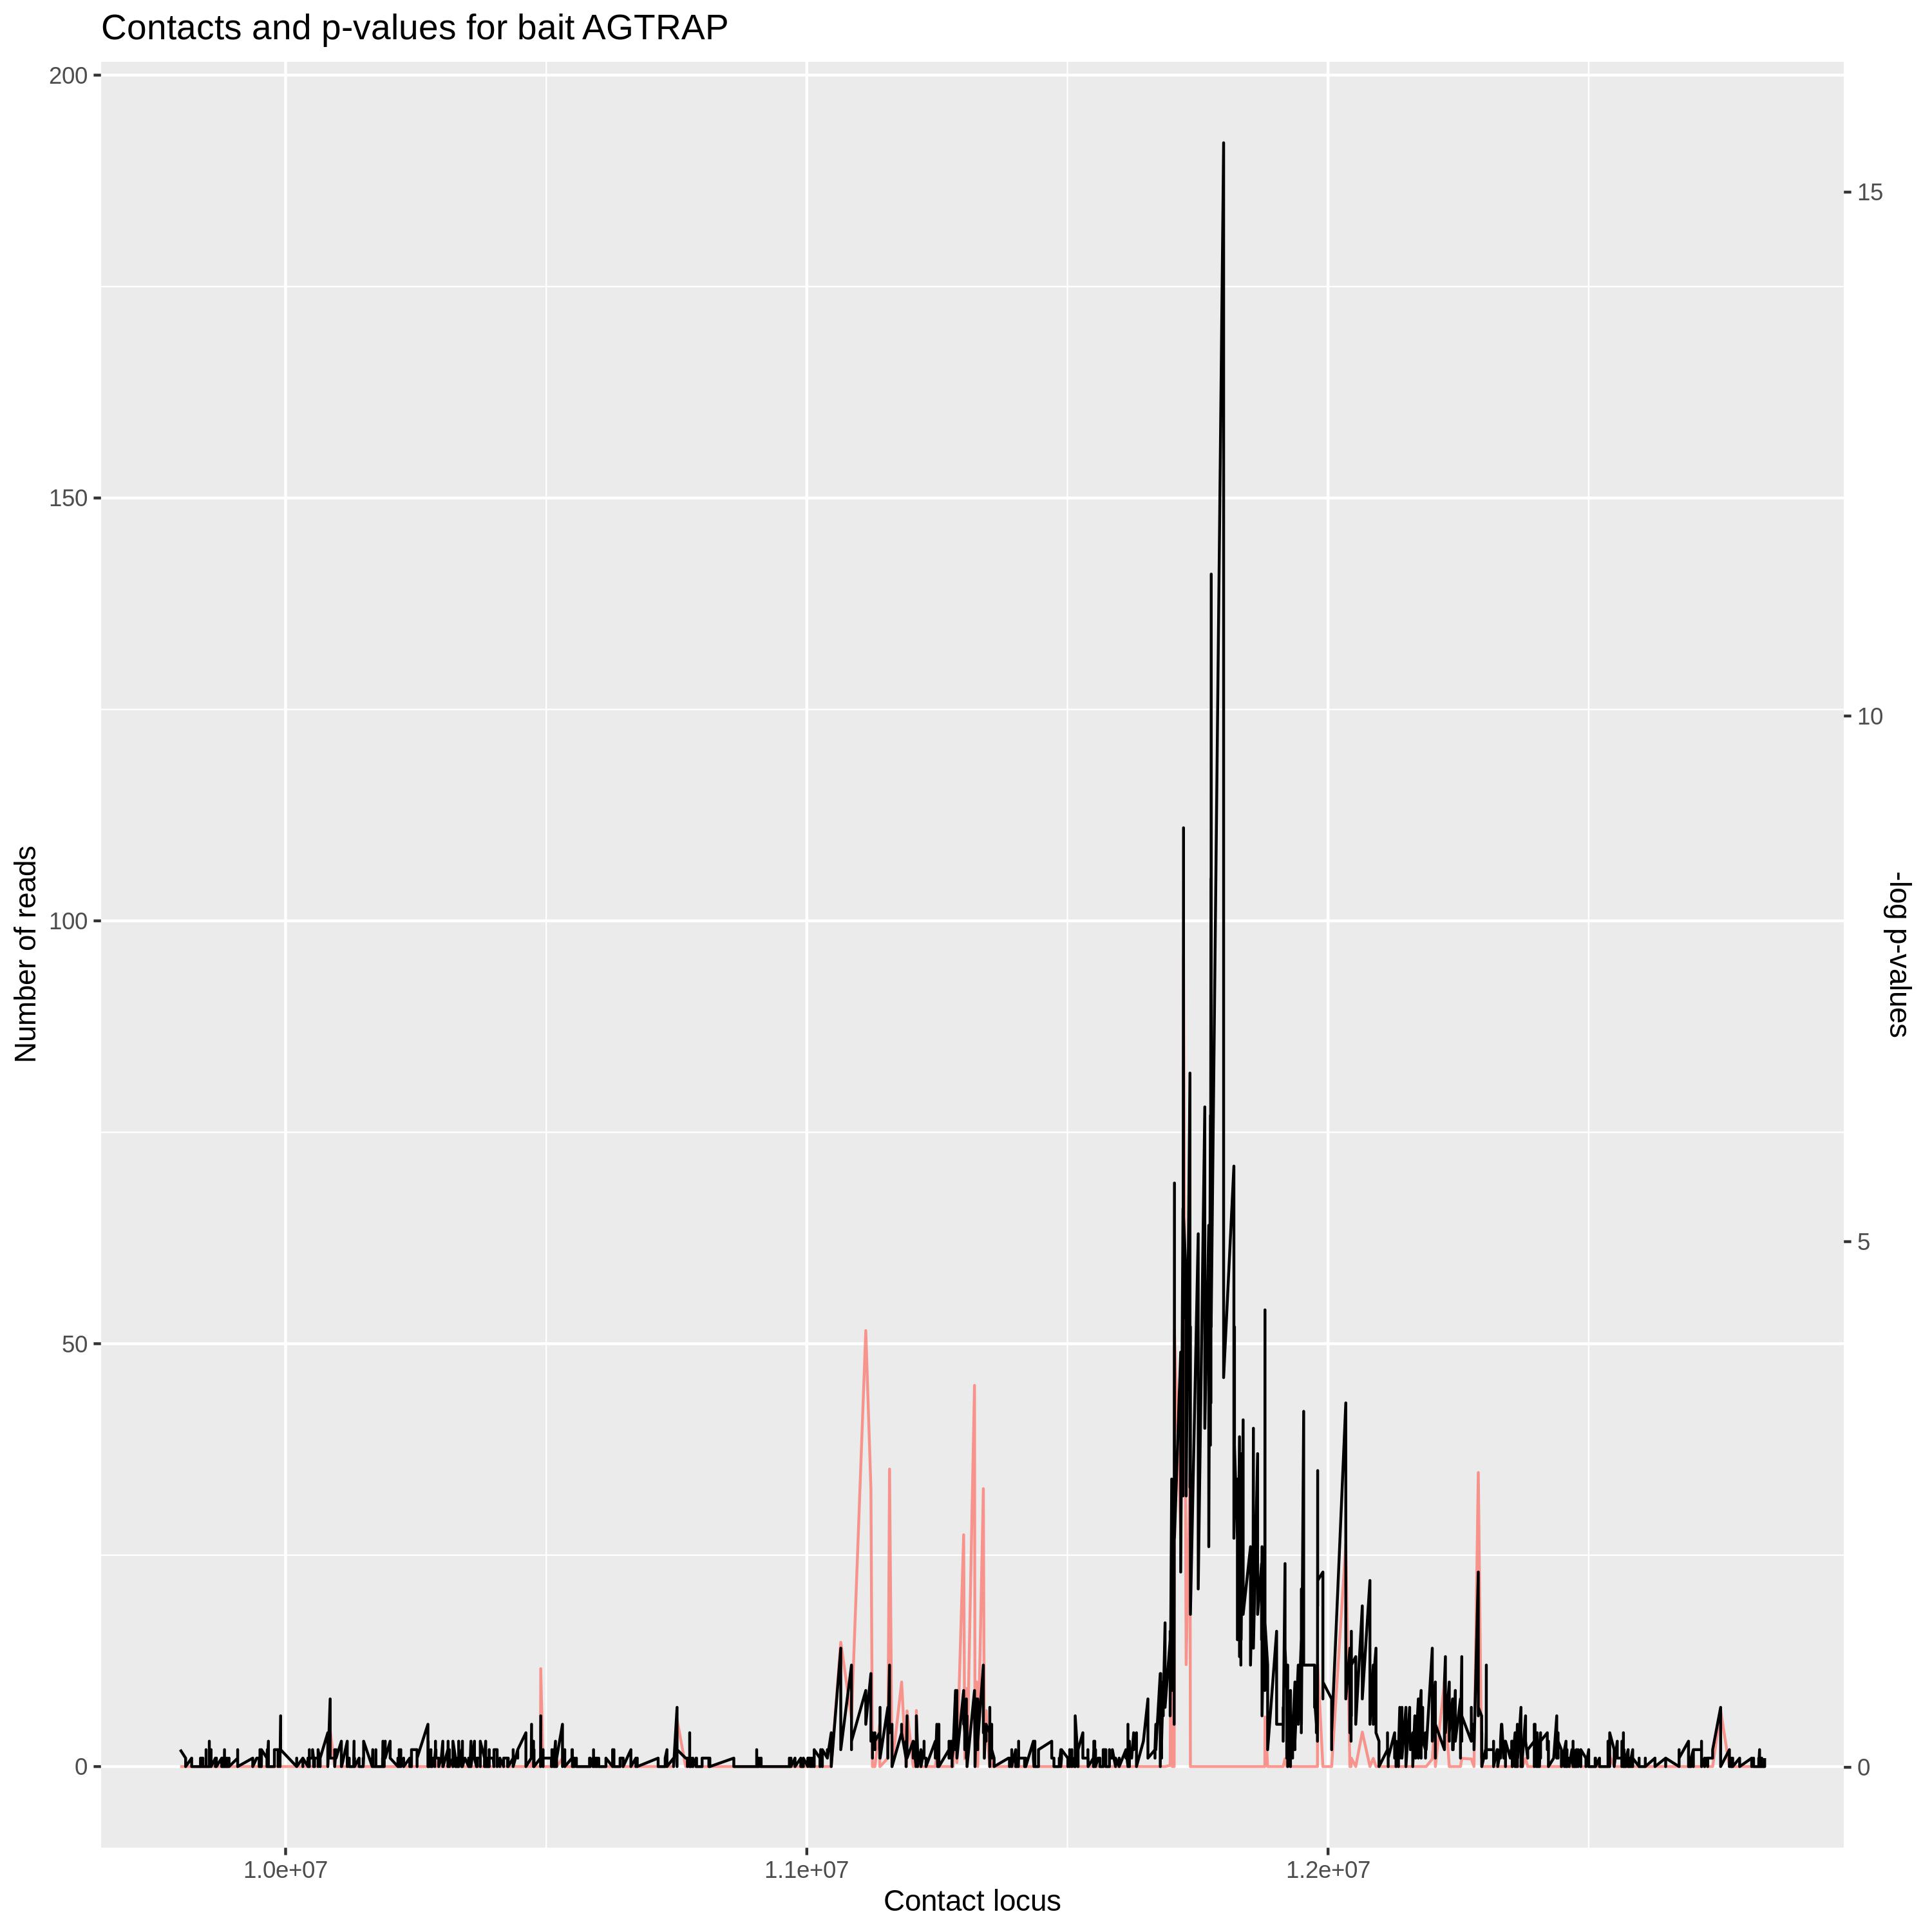 Contacts and p-values for bait AGTRAP
200
150
100
50
0
Number of reads
15
10
5
0
-log p-values
1.0e+07
1.1e+07
1.2e+07
Contact locus